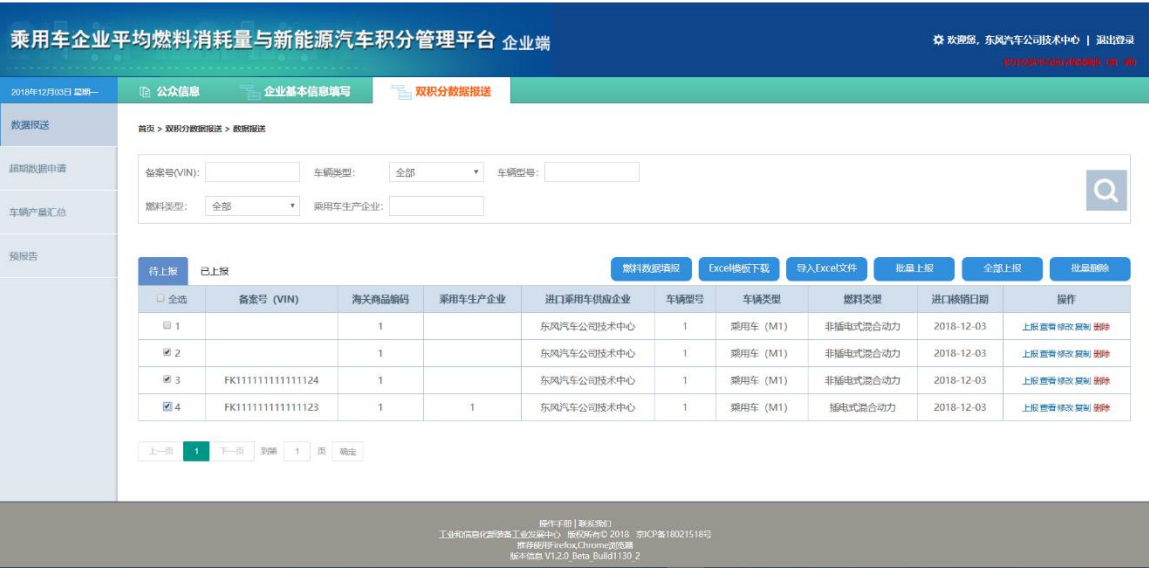 乘用车企业平均燃料消耗量与新能源汽车积分管理平台 企业端
欢迎您, 东风汽车公司技术中心 | 退出登录
2018年12月03日 星期一 公众信息 企业基本信息填写 双积分数据报送
数据报送
超期数据申请
车辆产量汇总
预报告
首页 > 双积分数据报送 > 数据报送
备案号(VIN): 车辆类型: 全部 车辆型号:
燃料类型: 全部 乘用车生产企业:
待上报 已上报 燃料数据填报 Excel模板下载 导入Excel文件 批量上报 全部上报 批量删除
全选 备案号 (VIN) 海关商品编码 乘用车生产企业 进口乘用车供应企业 车辆型号 车辆类型 燃料类型 进口核销日期 操作
1 1 东风汽车公司技术中心 1 乘用车 (M1) 非插电式混合动力 2018-12-03 上报 查看 修改 复制 删除
2 1 东风汽车公司技术中心 1 乘用车 (M1) 非插电式混合动力 2018-12-03 上报 查看 修改 复制 删除
3 FK111111111111124 1 东风汽车公司技术中心 1 乘用车 (M1) 非插电式混合动力 2018-12-03 上报 查看 修改 复制 删除
4 FK111111111111123 1 1 东风汽车公司技术中心 1 乘用车 (M1) 插电式混合动力 2018-12-03 上报 查看 修改 复制 删除
上一页 1 下一页 到第 1 页 确定
操作手册 | 联系我们
工业和信息化部装备工业发展中心 版权所有© 2018 京ICP备18021518号
推荐使用Firefox,Chrome浏览器
版本信息 V1.2.0_Beta_Build1130_2